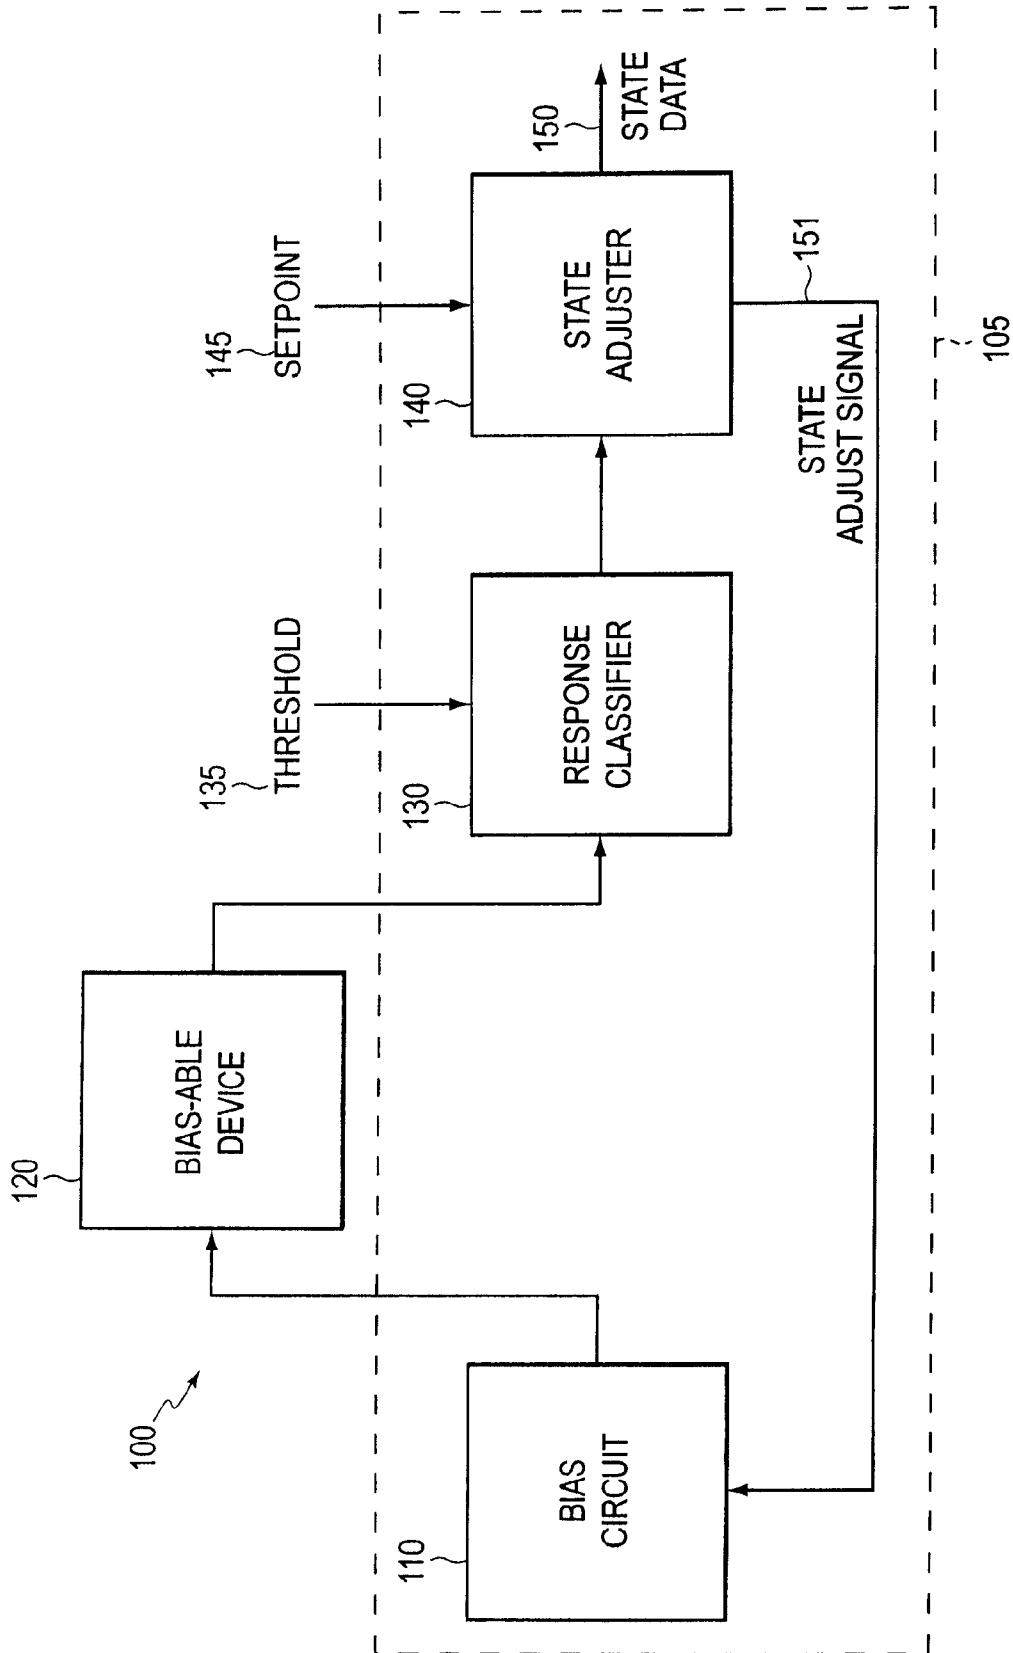 100
110
BIAS
CIRCUIT
120
BIAS-ABLE
DEVICE
135
THRESHOLD
130
RESPONSE
CLASSIFIER
145
SETPOINT
140
STATE
ADJUSTER
150
STATE
DATA
151
STATE
ADJUST SIGNAL
105